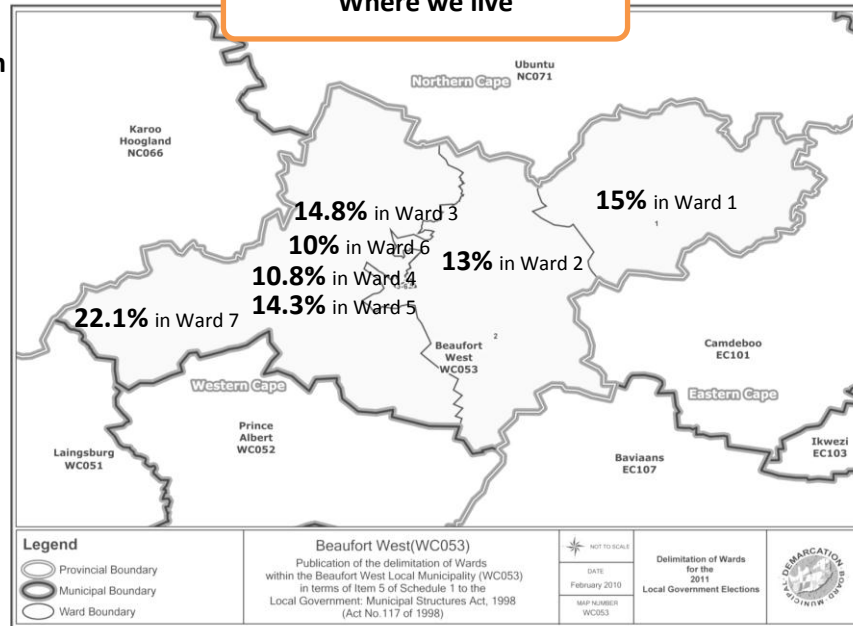 Where we live
n
Ubuntu
NC071
Northern Cape
Karoo
Hoogland
NC066
15% in Ward 1
1
14.8% in Ward 3
10% in Ward 6
13% in Ward 2
10.8% in Ward 4
14.3% in Ward 5
22.1% in Ward 7
2
Beaufort
West
WC053
Camdeboo
EC101
Western Cape
Eastern Cape
Prince
Albert
WC052
Laingsburg
WC051
Baviaans
EC107
Ikwezi
EC103
Legend
Provincial Boundary
Municipal Boundary
Ward Boundary
Beaufort West(WC053)
Publication of the delimitation of Wards
within the Beaufort West Local Municipality (WC053)
in terms of Item 5 of Schedule 1 to the
Local Government: Municipal Structures Act, 1998
(Act No.117 of 1998)
NOT TO SCALE
DATE
February 2010
MAP NUMBER
WC053
Delimitation of Wards
for the
2011
Local Government Elections
MUNICIPAL DEMARCATION BOARD